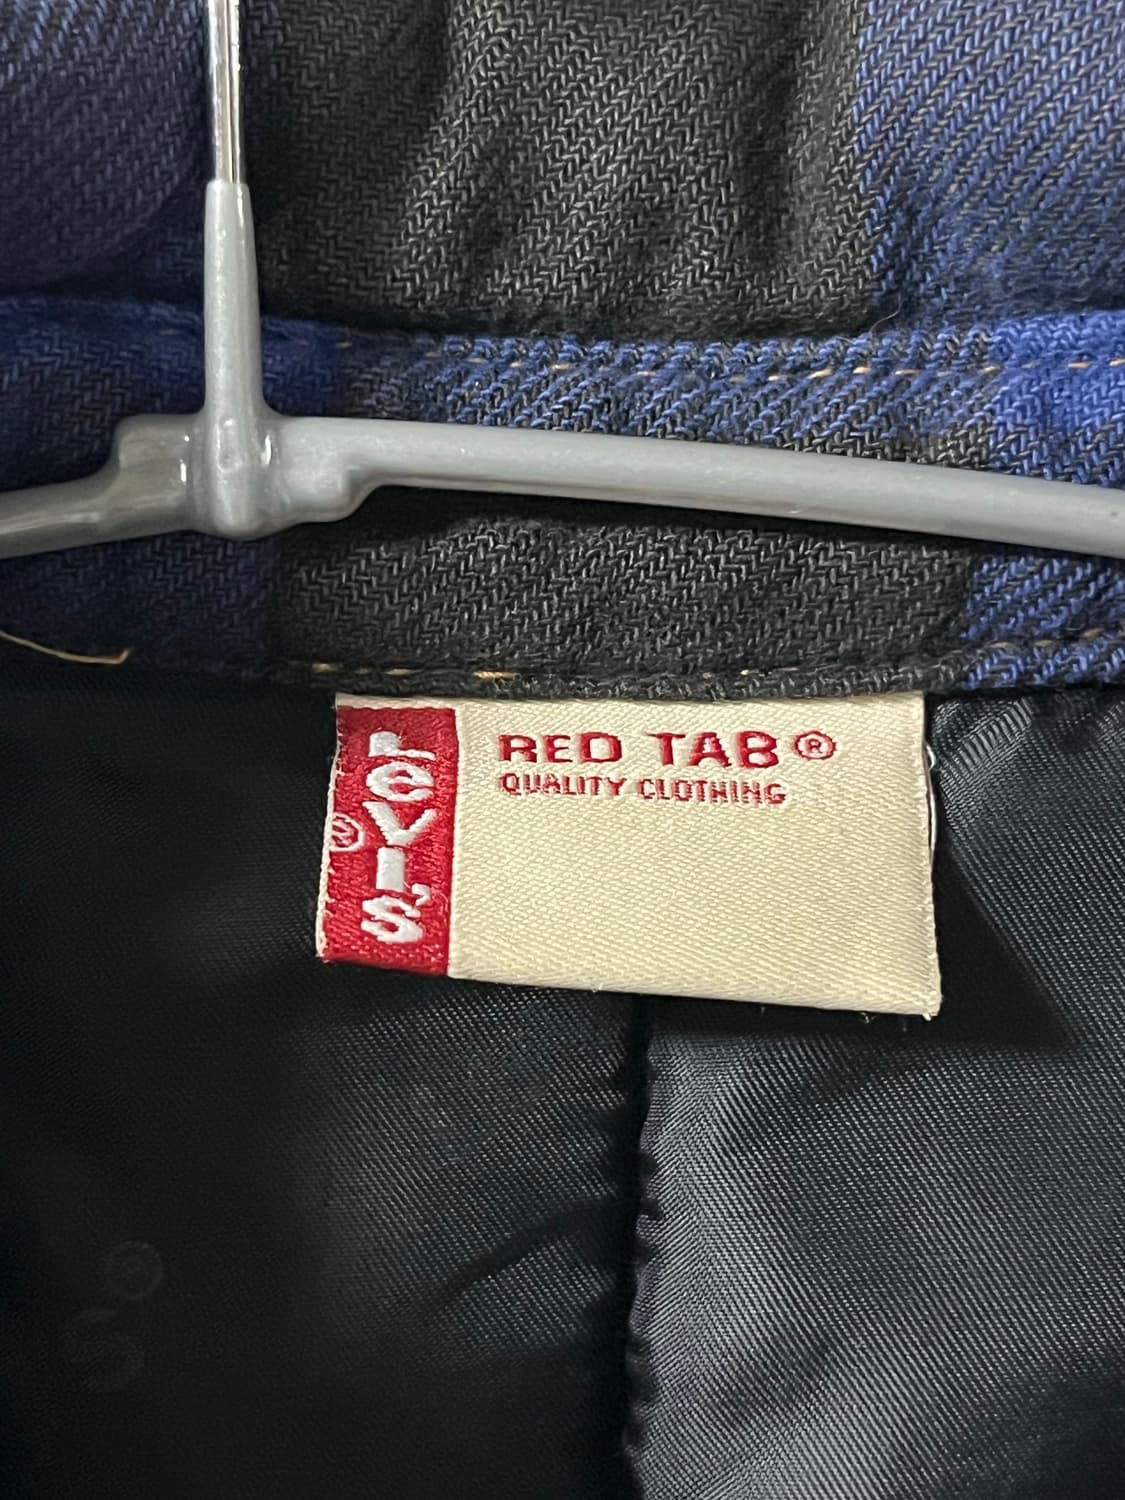 LEVI'S
®
RED TAB®
QUALITY CLOTHING
S®